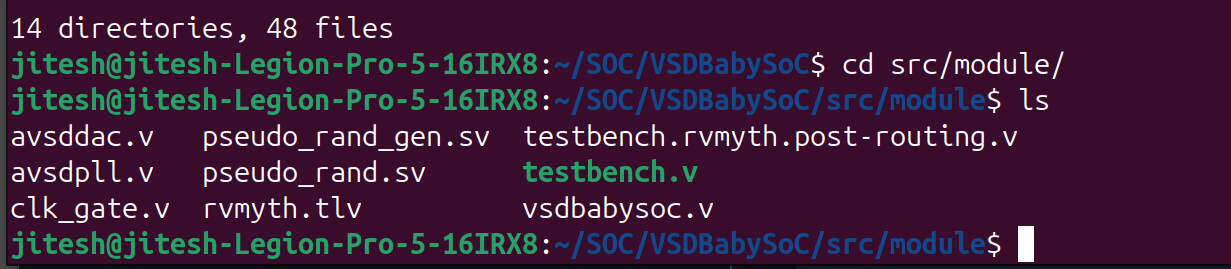 14 directories, 48 files
jitesh@jitesh-Legion-Pro-5-16IRX8:~/SOC/VSDBabySoC$ cd src/module/
jitesh@jitesh-Legion-Pro-5-16IRX8:~/SOC/VSDBabySoC/src/module$ ls
avsddac.v   pseudo_rand_gen.sv  testbench.rvmyth.post-routing.v
avsdpll.v   pseudo_rand.sv      testbench.v
clk_gate.v  rvmyth.tlv          vsdbabysoc.v
jitesh@jitesh-Legion-Pro-5-16IRX8:~/SOC/VSDBabySoC/src/module$